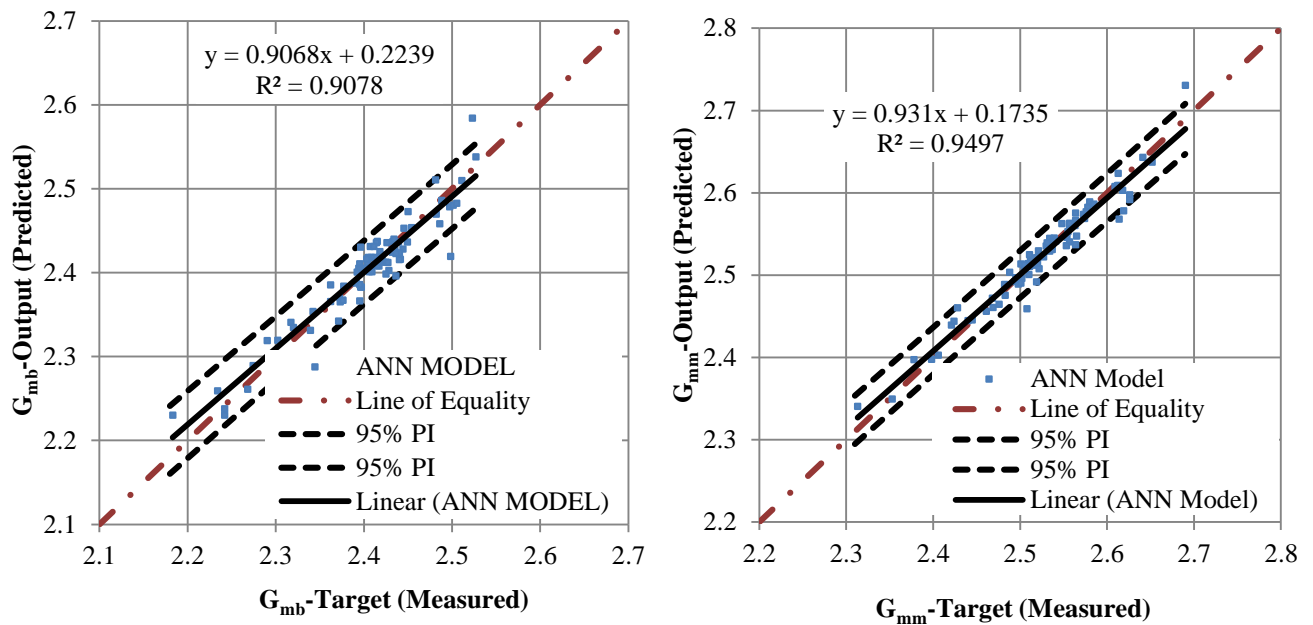 2.7
2.6
2.5
2.4
2.3
2.2
2.1
G_mb-Output (Predicted)
y = 0.9068x + 0.2239
R² = 0.9078
ANN MODEL
Line of Equality
95% PI
95% PI
Linear (ANN MODEL)
2.1 2.2 2.3 2.4 2.5 2.6 2.7
G_mb-Target (Measured)
2.8
2.7
2.6
2.5
2.4
2.3
2.2
G_mm-Output (Predicted)
y = 0.931x + 0.1735
R² = 0.9497
ANN Model
Line of Equality
95% PI
95% PI
Linear (ANN Model)
2.2 2.3 2.4 2.5 2.6 2.7 2.8
G_mm-Target (Measured)